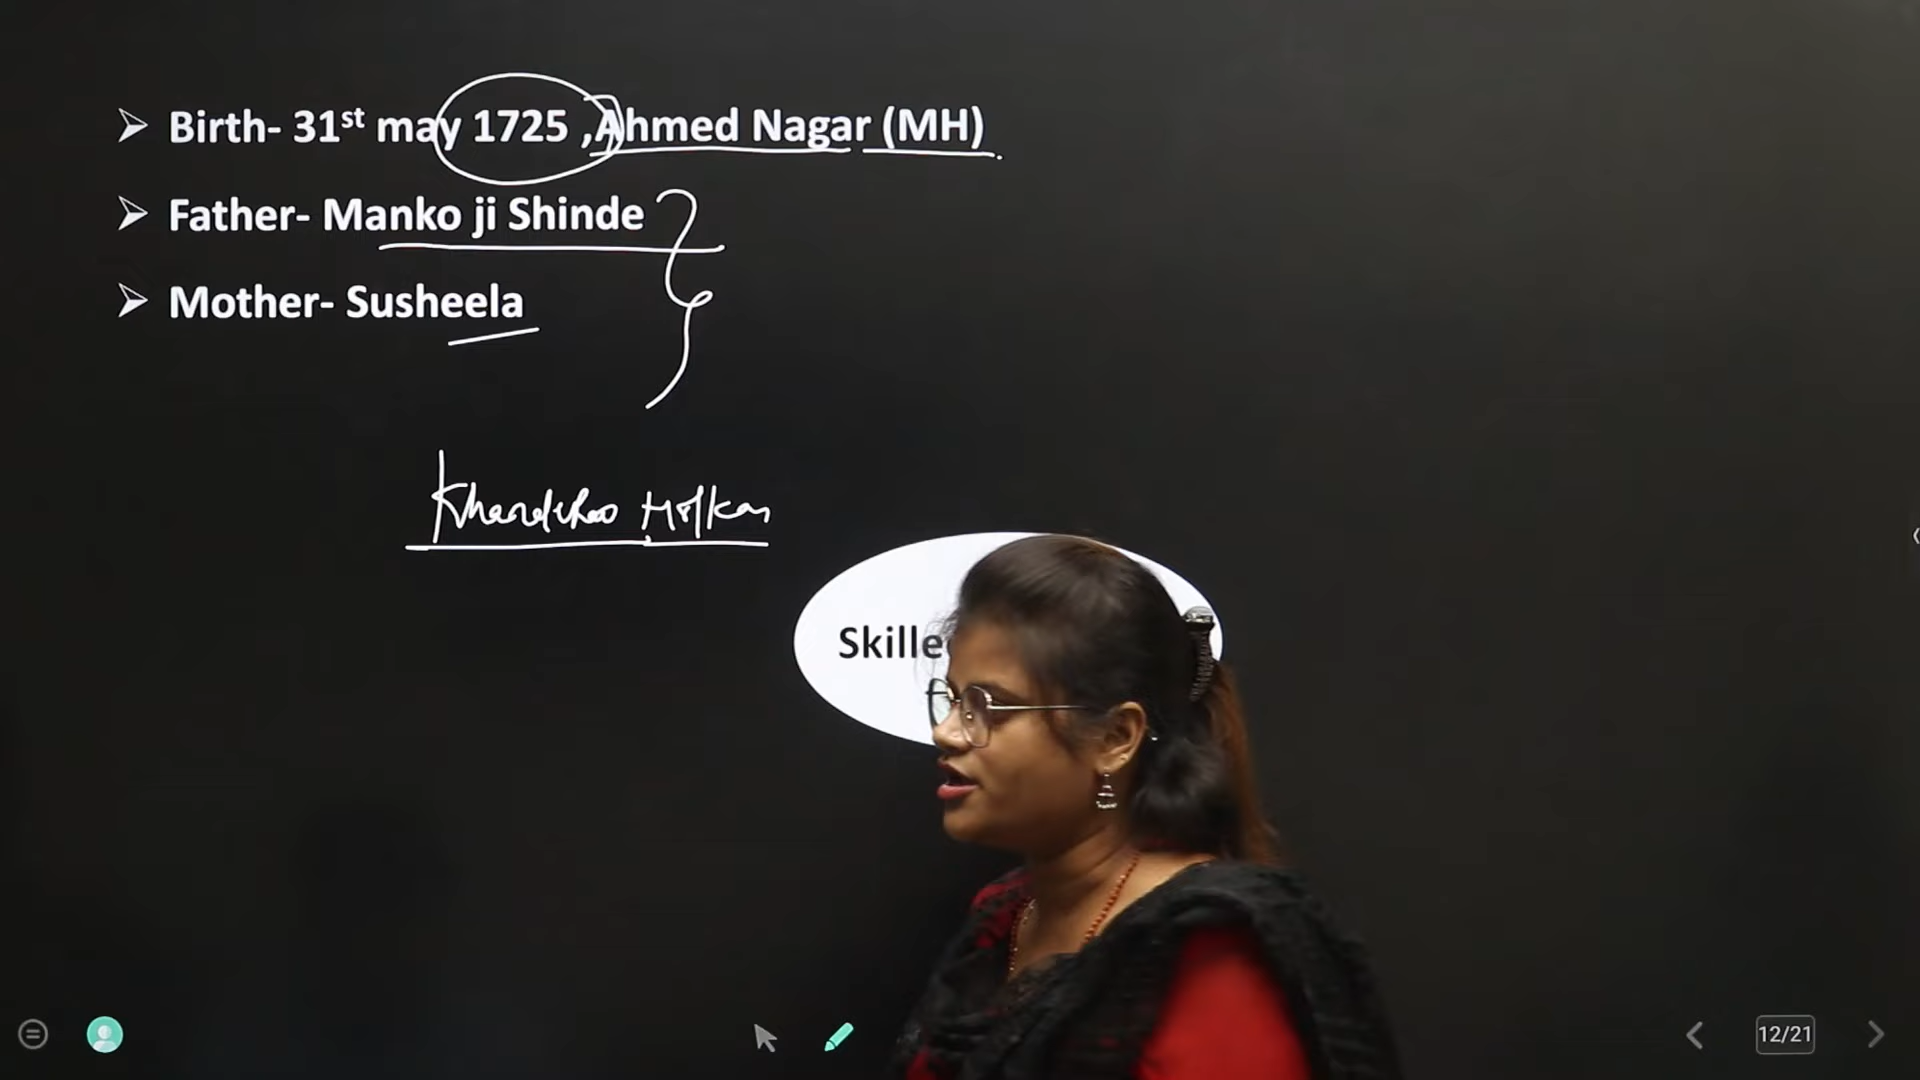 ➢ Birth- 31st may 1725 ,Ahmed Nagar (MH)
➢ Father- Manko ji Shinde
➢ Mother- Susheela
Khanderao Holkar
Skille
12/21